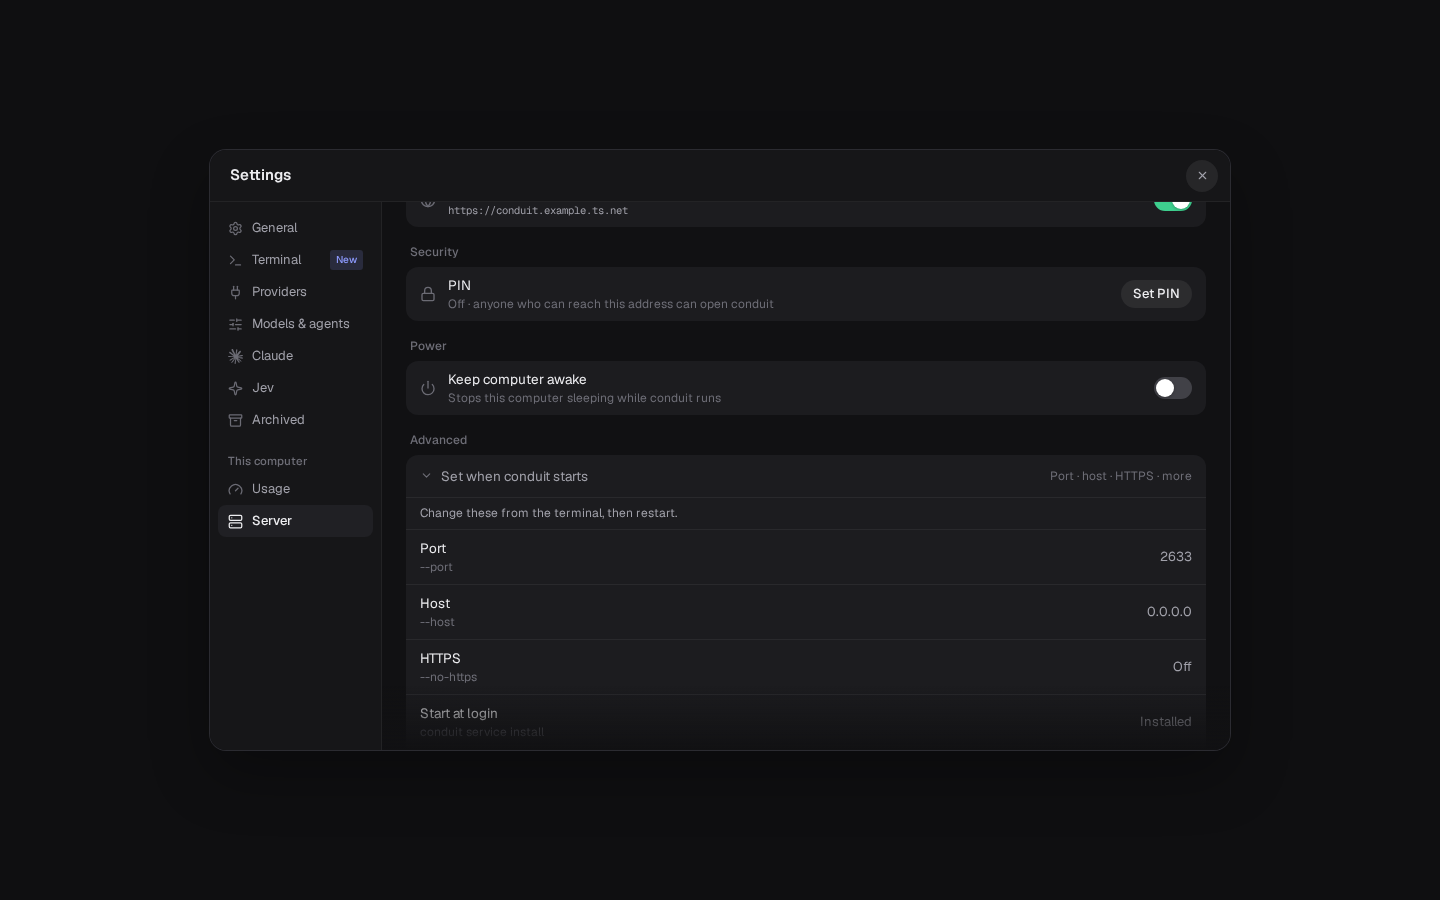 Settings
General
Terminal New
Providers
Models & agents
Claude
Jev
Archived
This computer
Usage
Server
https://conduit.example.ts.net
Security
PIN
Off · anyone who can reach this address can open conduit
Set PIN
Power
Keep computer awake
Stops this computer sleeping while conduit runs
Advanced
Set when conduit starts
Port · host · HTTPS · more
Change these from the terminal, then restart.
Port
--port
2633
Host
--host
0.0.0.0
HTTPS
--no-https
Off
Start at login
conduit service install
Installed